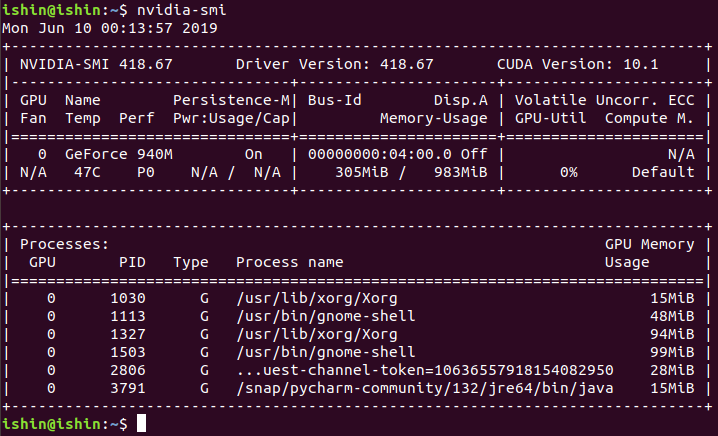 ishin@ishin:~$ nvidia-smi
Mon Jun 10 00:13:57 2019
+-----------------------------------------------------------------------------+
| NVIDIA-SMI 418.67       Driver Version: 418.67       CUDA Version: 10.1     |
|-------------------------------+----------------------+----------------------+
| GPU  Name        Persistence-M| Bus-Id        Disp.A | Volatile Uncorr. ECC |
| Fan  Temp  Perf  Pwr:Usage/Cap|         Memory-Usage | GPU-Util  Compute M. |
|===============================+======================+======================|
|   0  GeForce 940M        On   | 00000000:04:00.0 Off |                  N/A |
| N/A   47C    P0    N/A /  N/A |    305MiB /   983MiB |      0%      Default |
+-------------------------------+----------------------+----------------------+

+-----------------------------------------------------------------------------+
| Processes:                                                       GPU Memory |
|  GPU       PID   Type   Process name                             Usage      |
|=============================================================================|
|    0      1030      G   /usr/lib/xorg/Xorg                            15MiB |
|    0      1113      G   /usr/bin/gnome-shell                          48MiB |
|    0      1327      G   /usr/lib/xorg/Xorg                            94MiB |
|    0      1503      G   /usr/bin/gnome-shell                          99MiB |
|    0      2806      G   ...uest-channel-token=10636557918154082950    28MiB |
|    0      3791      G   /snap/pycharm-community/132/jre64/bin/java    15MiB |
+-----------------------------------------------------------------------------+
ishin@ishin:~$